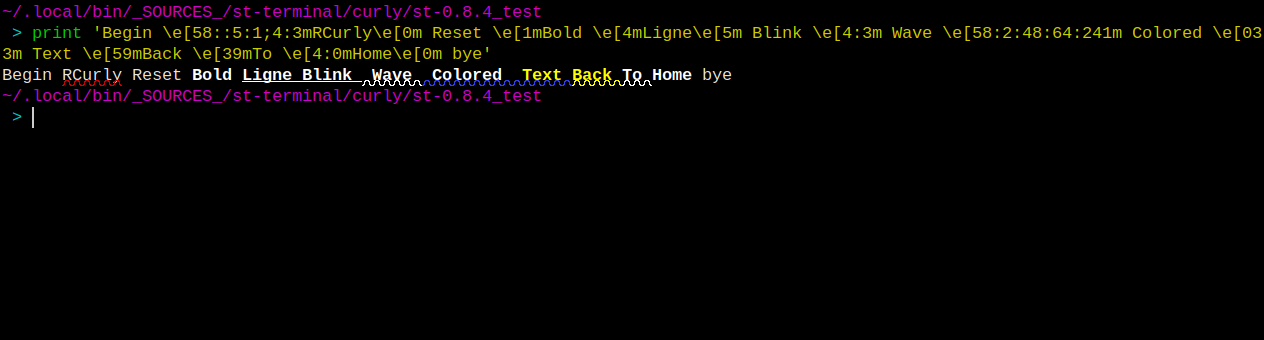 ~/.local/bin/_SOURCES_/st-terminal/curly/st-0.8.4_test
 > print 'Begin \e[58::5:1;4:3mRCurly\e[0m Reset \e[1mBold \e[4mLigne\e[5m Blink \e[4:3m Wave \e[58:2:48:64:241m Colored \e[03
3m Text \e[59mBack \e[39mTo \e[4:0mHome\e[0m bye'
Begin RCurly Reset Bold Ligne Blink  Wave  Colored  Text Back To Home bye
~/.local/bin/_SOURCES_/st-terminal/curly/st-0.8.4_test
 >